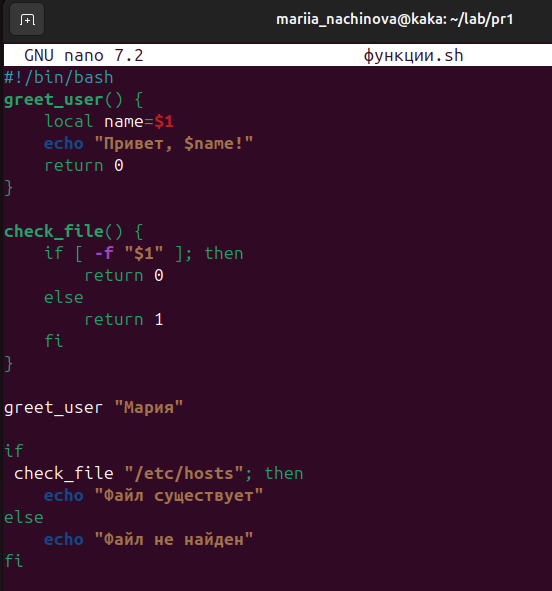 mariia_nachinova@kaka: ~/lab/pr1
GNU nano 7.2 функции.sh
#!/bin/bash
greet_user() {
    local name=$1
    echo "Привет, $name!"
    return 0
}

check_file() {
    if [ -f "$1" ]; then
        return 0
    else
        return 1
    fi
}

greet_user "Мария"

if
 check_file "/etc/hosts"; then
    echo "Файл существует"
else
    echo "Файл не найден"
fi